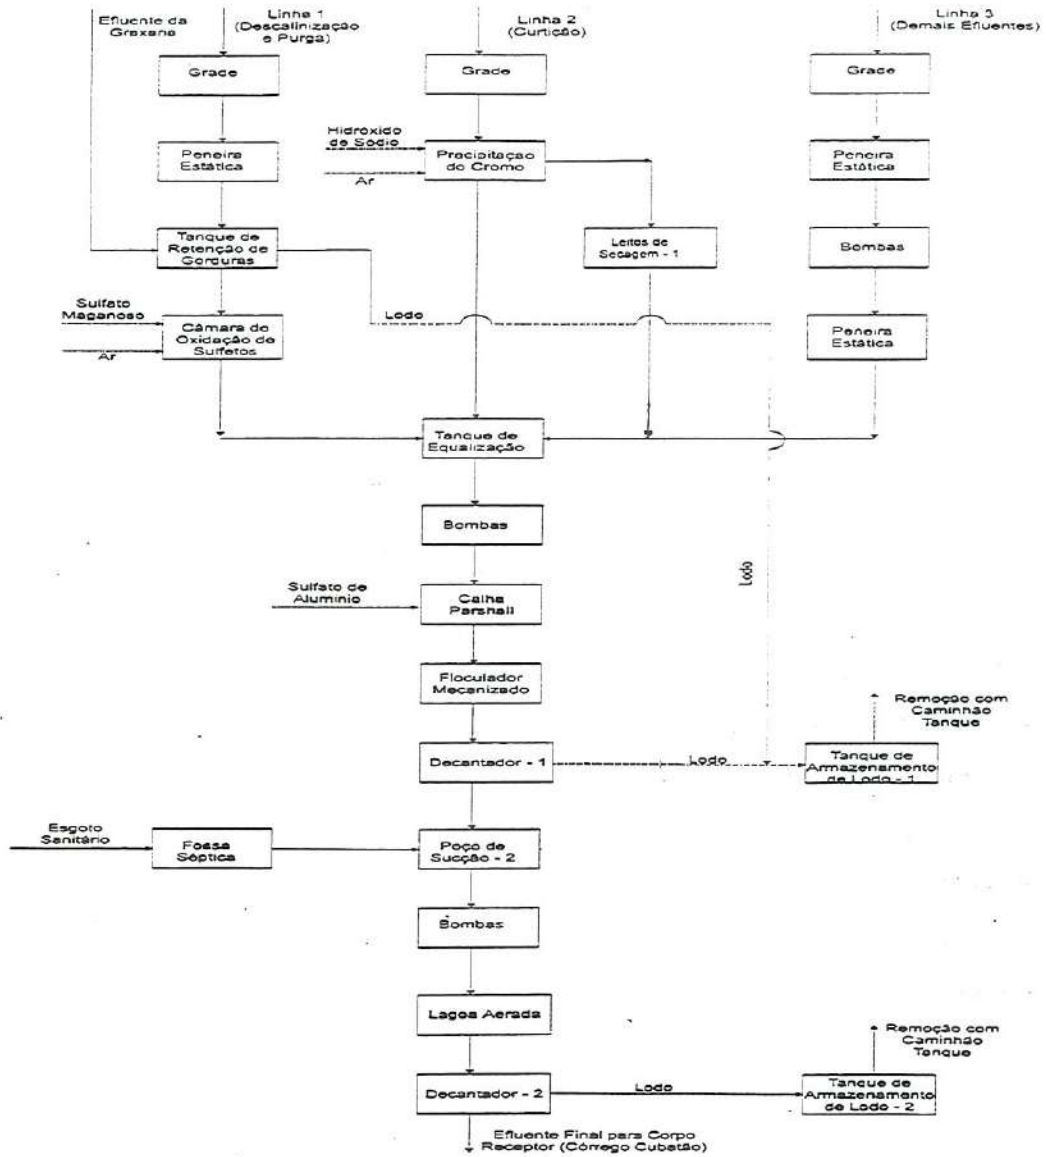 Efluente da
Graxaria
Linha 1
(Descalinização
e Purga)
Linha 2
(Curtição)
Linha 3
(Demais Efluentes)
Grade
Grade
Grade
Hidróxido
de Sódio
Ar
Peneira
Estática
Precipitação
do Cromo
Peneira
Estática
Tanque de
Retenção de
Gorduras
Leitos de
Secagem - 1
Bombas
Sulfato
Maganoso
Ar
Câmara de
Oxidação de
Sulfetos
Lodo
Peneira
Estática
Tanque de
Equalização
Bombas
Lodo
Sulfato de
Alumínio
Calha
Parshall
Floculador
Mecanizado
Remoção com
Caminhão
Tanque
Decantador - 1
Lodo
Tanque de
Armazenamento
de Lodo - 1
Esgoto
Sanitário
Fossa
Séptica
Poço de
Sucção - 2
Bombas
Lagoa Aerada
Remoção com
Caminhão
Tanque
Decantador - 2
Lodo
Tanque de
Armazenamento
de Lodo - 2
Efluente Final para Corpo
Receptor (Córrego Cubatão)